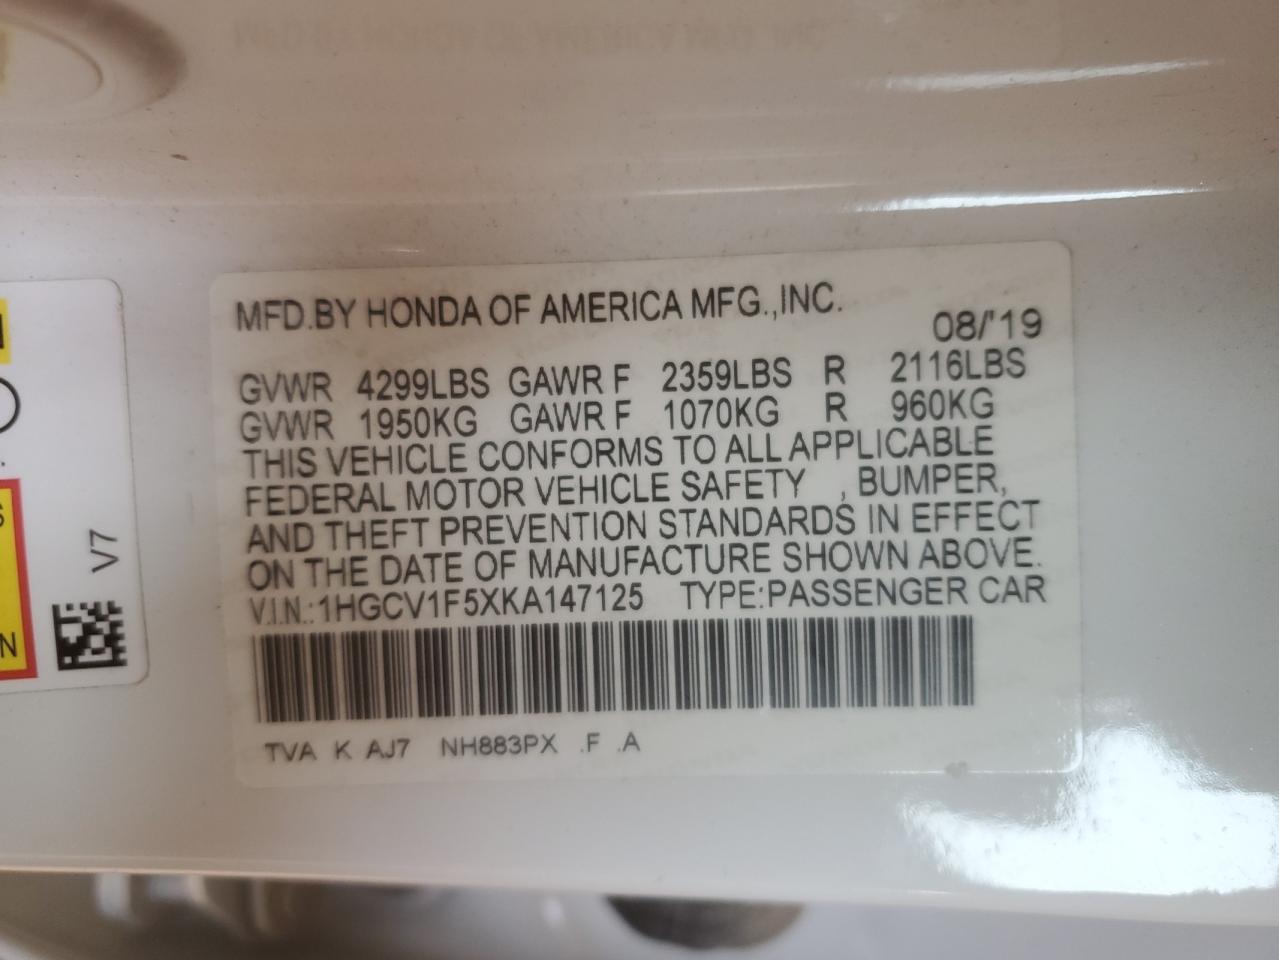 MFD.BY HONDA OF AMERICA MFG.,INC.
08/'19
GVWR 4299LBS GAWR F 2359LBS R 2116LBS
GVWR 1950KG GAWR F 1070KG R 960KG
THIS VEHICLE CONFORMS TO ALL APPLICABLE
FEDERAL MOTOR VEHICLE SAFETY , BUMPER,
AND THEFT PREVENTION STANDARDS IN EFFECT
ON THE DATE OF MANUFACTURE SHOWN ABOVE.
V.I.N.:1HGCV1F5XKA147125 TYPE:PASSENGER CAR
TVA K AJ7 NH883PX .F .A
V7